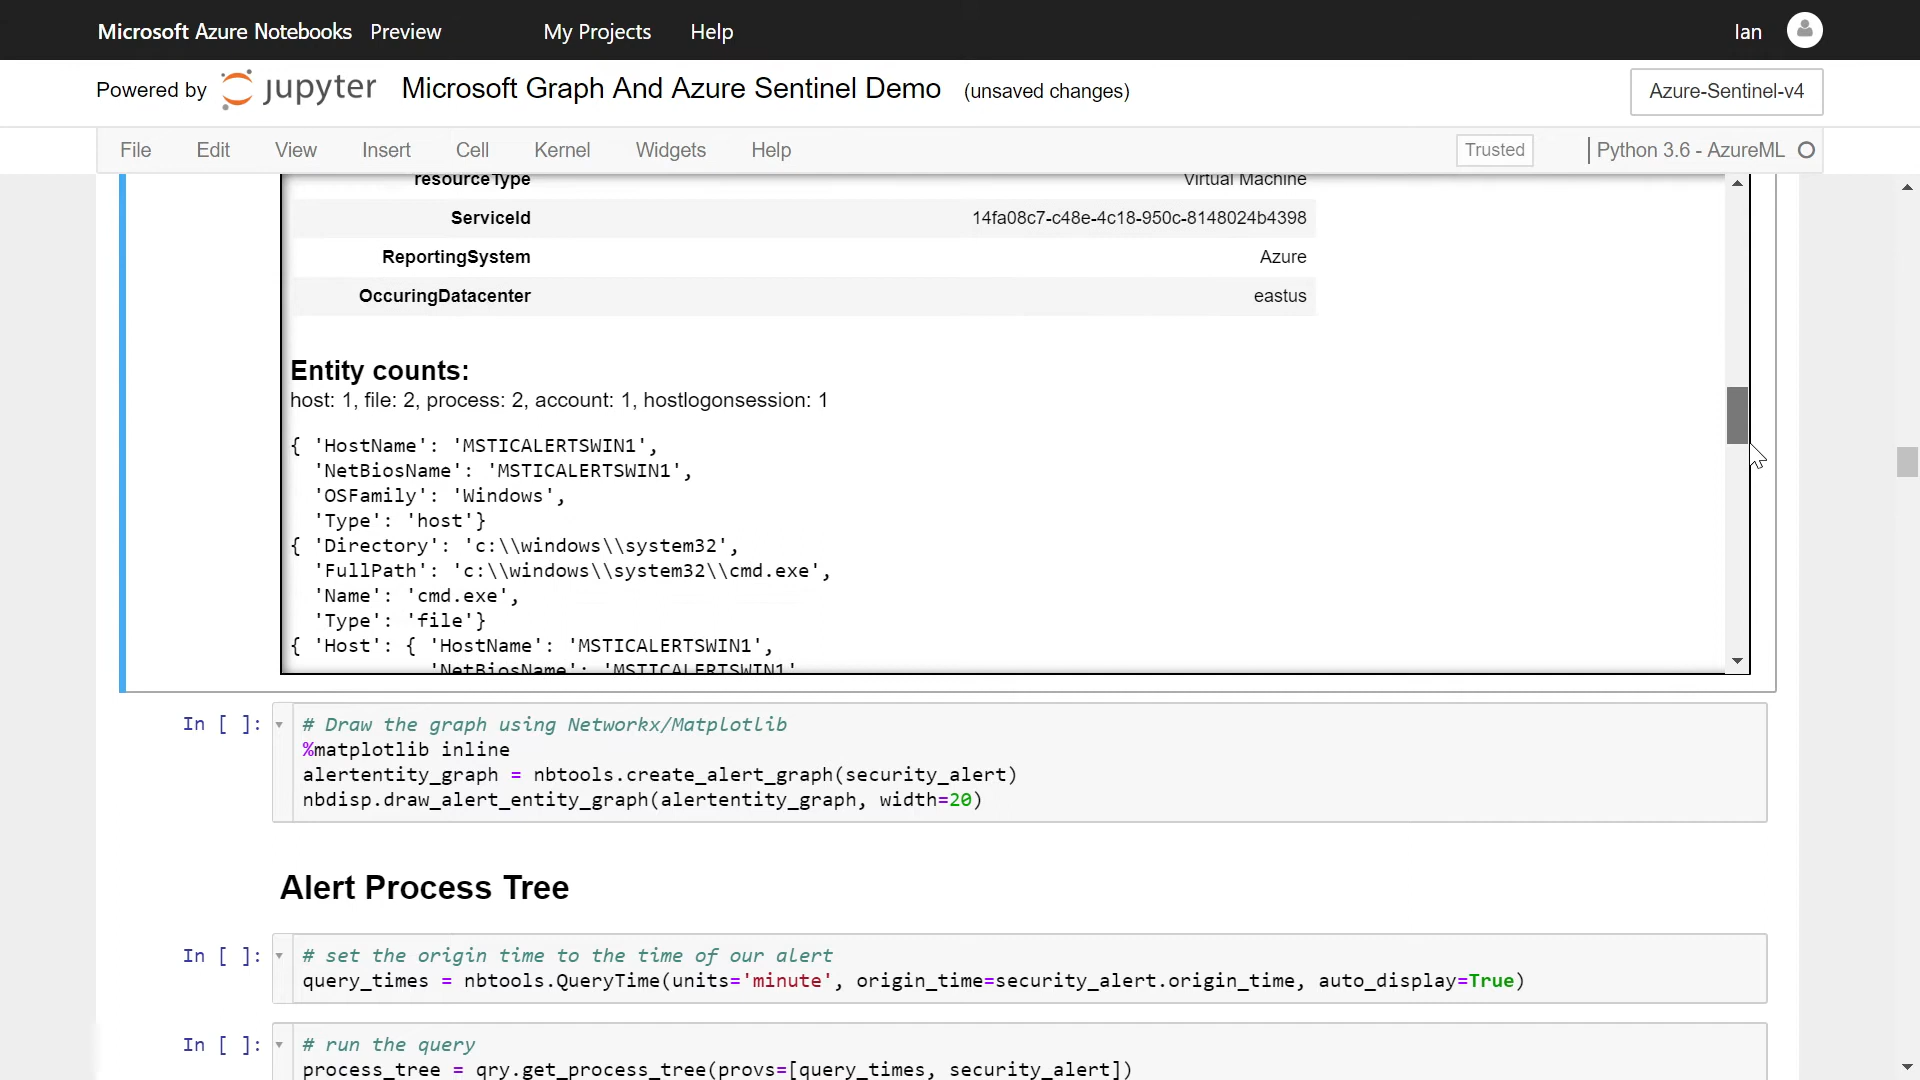 Microsoft Azure Notebooks Preview My Projects Help Ian
Powered by jupyter Microsoft Graph And Azure Sentinel Demo (unsaved changes) Azure-Sentinel-v4
File Edit View Insert Cell Kernel Widgets Help Trusted Python 3.6 - AzureML
resourceType Virtual Machine
ServiceId 14fa08c7-c48e-4c18-950c-8148024b4398
ReportingSystem Azure
OccuringDatacenter eastus
Entity counts:
host: 1, file: 2, process: 2, account: 1, hostlogonsession: 1
{ 'HostName': 'MSTICALERTSWIN1',
'NetBiosName': 'MSTICALERTSWIN1',
'OSFamily': 'Windows',
'Type': 'host'}
{ 'Directory': 'c:\\windows\\system32',
'FullPath': 'c:\\windows\\system32\\cmd.exe',
'Name': 'cmd.exe',
'Type': 'file'}
{ 'Host': { 'HostName': 'MSTICALERTSWIN1',
'NetBiosName': 'MSTICALERTSWIN1'
In [ ]: # Draw the graph using Networkx/Matplotlib
%matplotlib inline
alertentity_graph = nbtools.create_alert_graph(security_alert)
nbdisp.draw_alert_entity_graph(alertentity_graph, width=20)
Alert Process Tree
In [ ]: # set the origin time to the time of our alert
query_times = nbtools.QueryTime(units='minute', origin_time=security_alert.origin_time, auto_display=True)
In [ ]: # run the query
process_tree = qry.get_process_tree(provs=[query_times, security_alert])